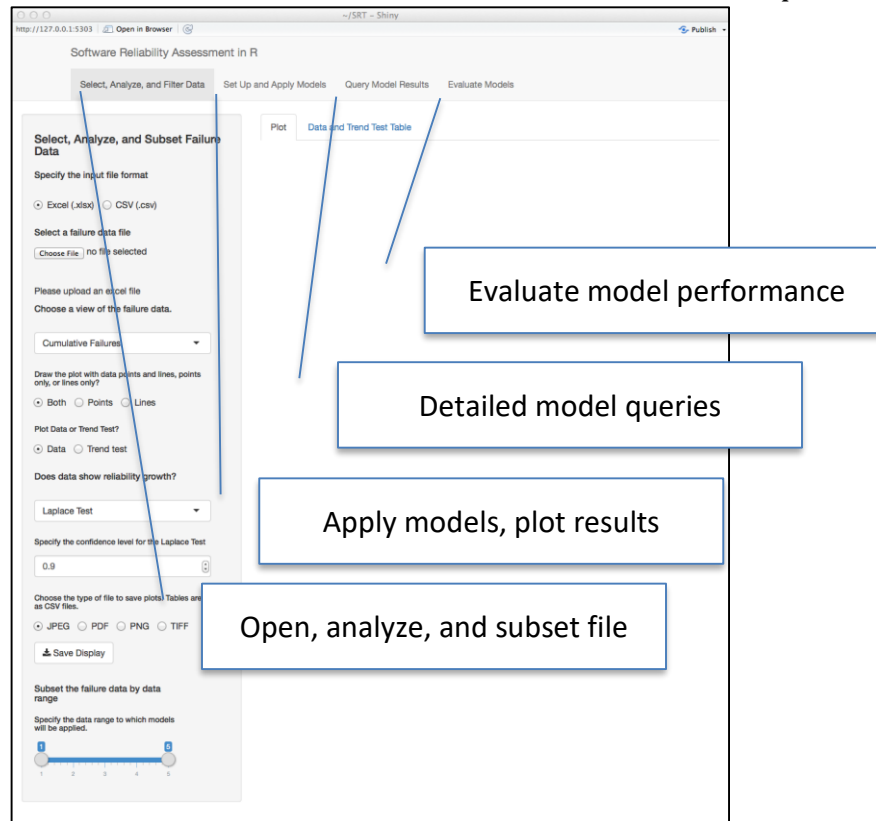 ~/SRT – Shiny
http://127.0.0.1:5303 Open in Browser Publish
Software Reliability Assessment in R
Select, Analyze, and Filter Data Set Up and Apply Models Query Model Results Evaluate Models
Plot Data and Trend Test Table
Select, Analyze, and Subset Failure
Data
Specify the input file format
Excel (.xlsx) CSV (.csv)
Select a failure data file
Choose File no file selected
Please upload an excel file
Choose a view of the failure data.
Cumulative Failures
Draw the plot with data points and lines, points
only, or lines only?
Both Points Lines
Plot Data or Trend Test?
Data Trend test
Does data show reliability growth?
Laplace Test
Specify the confidence level for the Laplace Test
0.9
Choose the type of file to save plots. Tables are
as CSV files.
JPEG PDF PNG TIFF
Save Display
Subset the failure data by data
range
Specify the data range to which models
will be applied.
1 5
1 2 3 4 5
Evaluate model performance
Detailed model queries
Apply models, plot results
Open, analyze, and subset file